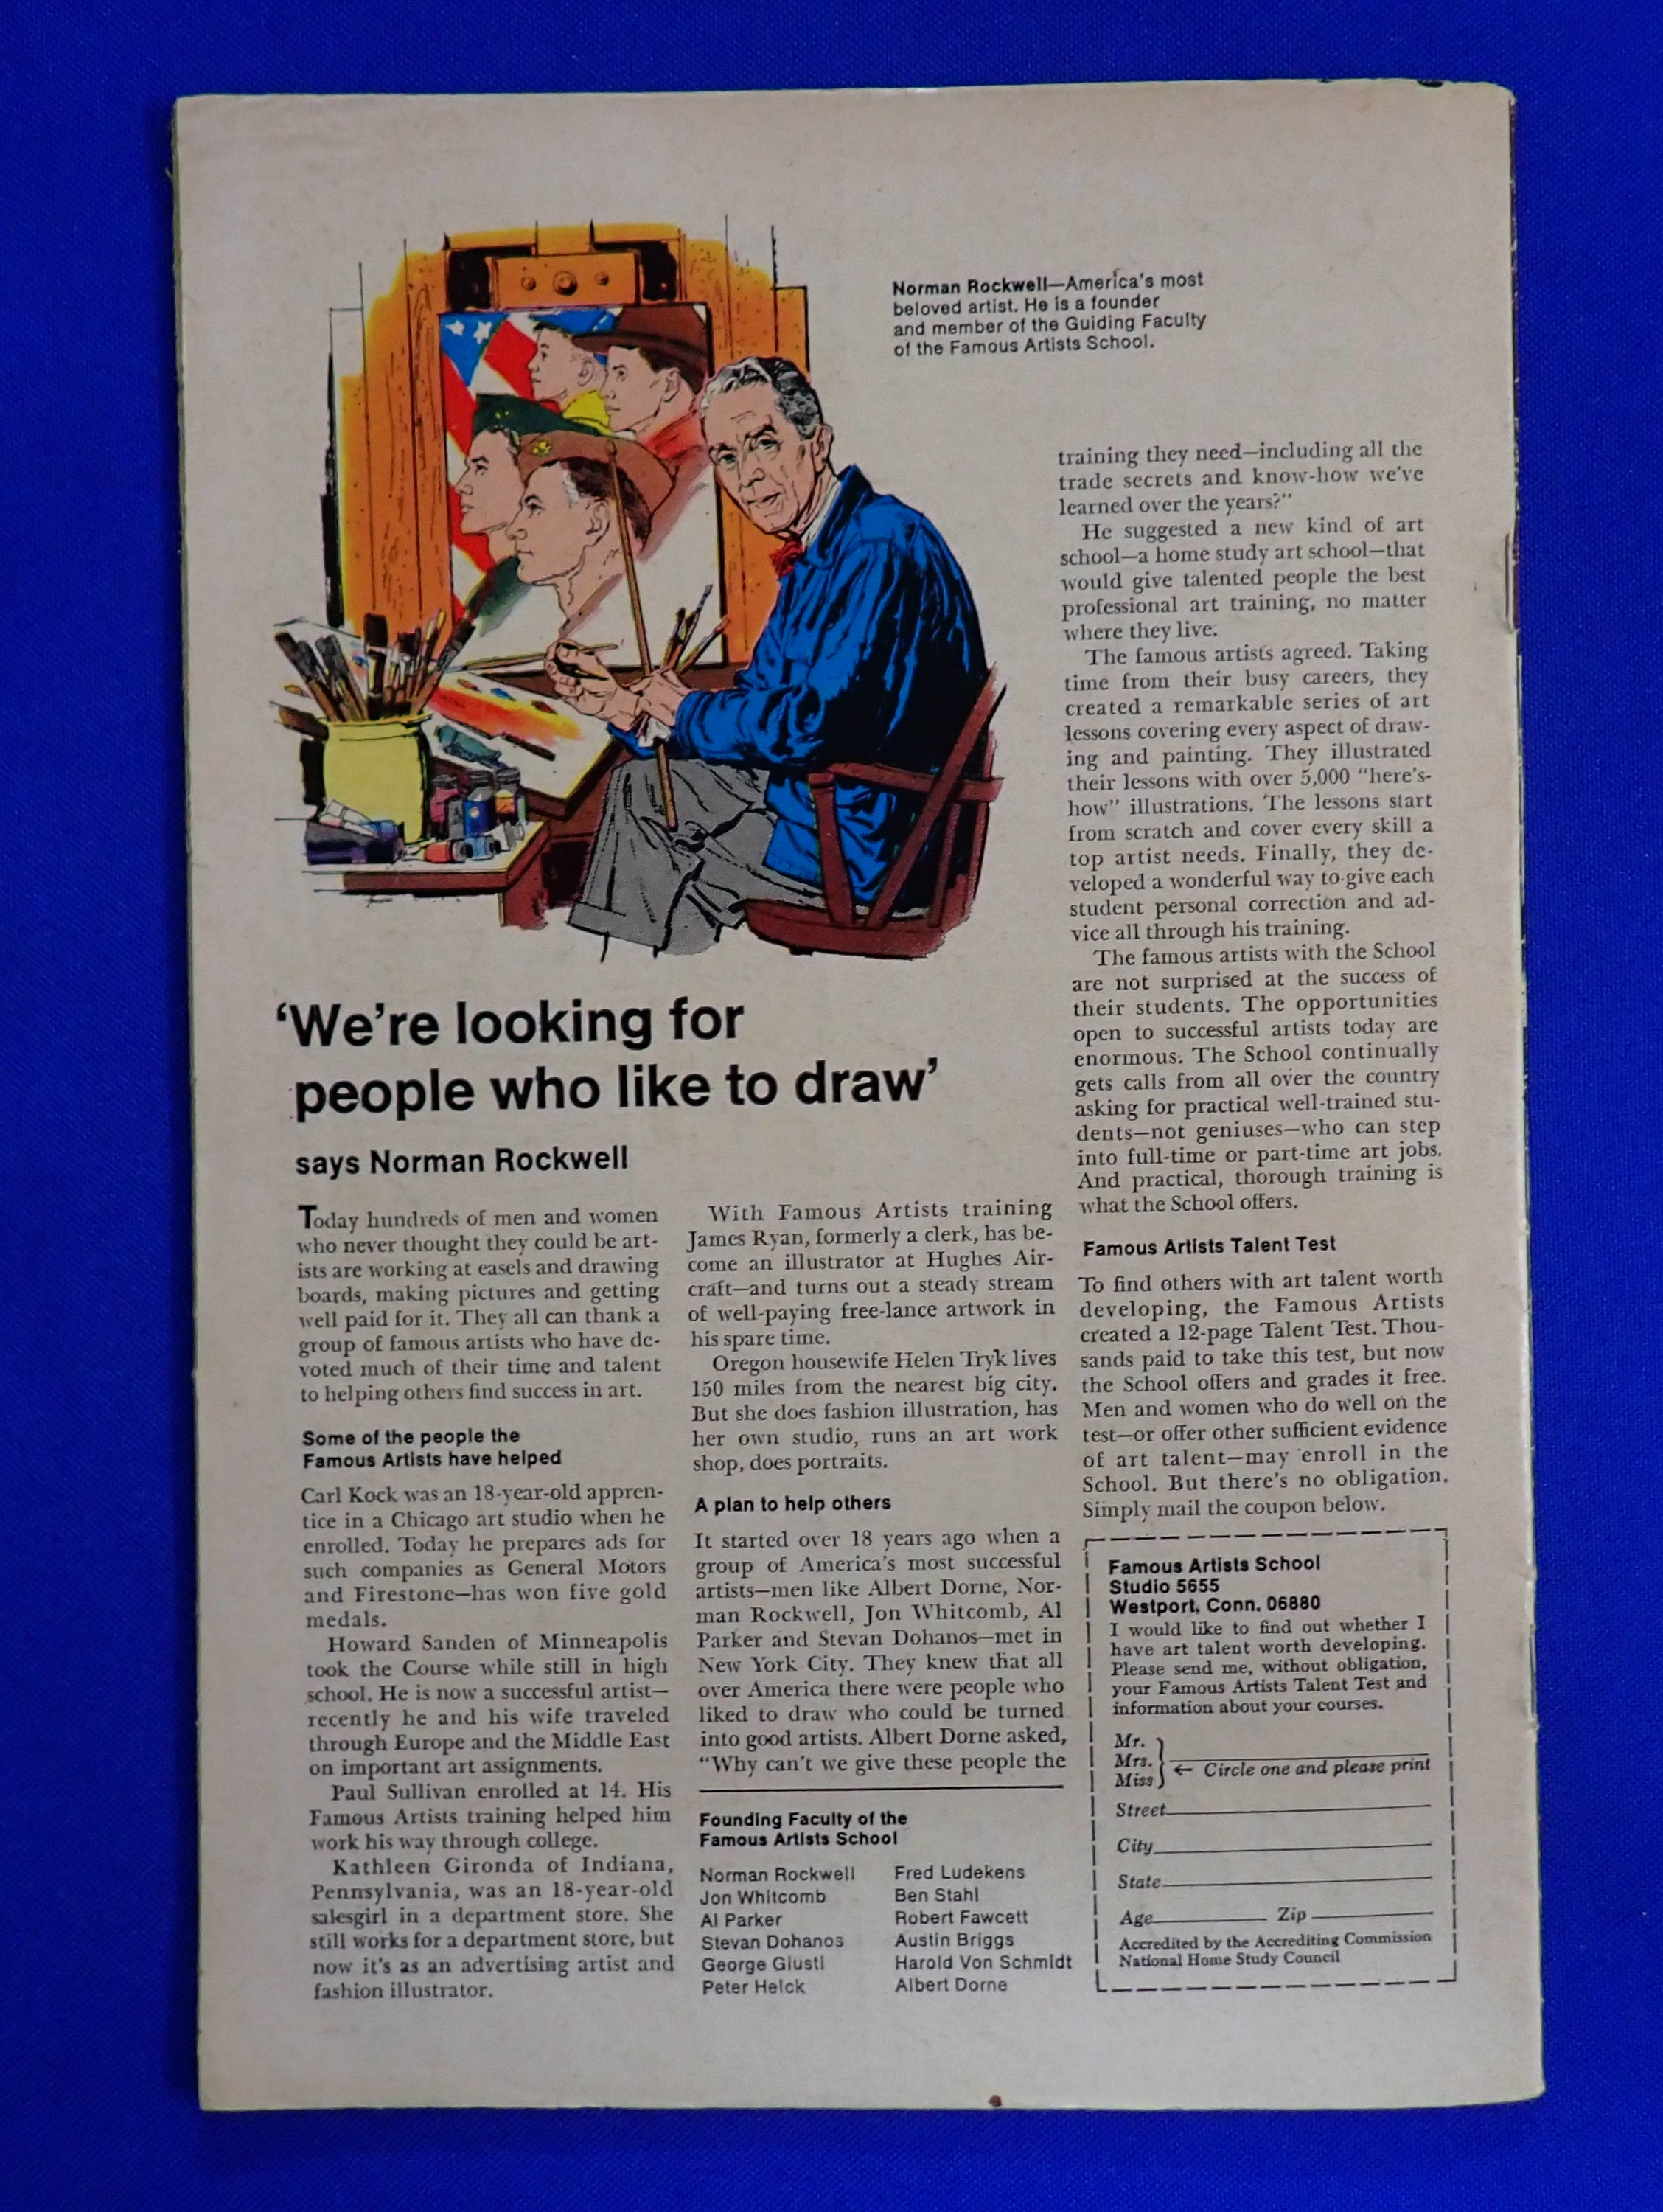 Norman Rockwell—America's most
beloved artist. He is a founder
and member of the Guiding Faculty
of the Famous Artists School.
'We're looking for
people who like to draw'
says Norman Rockwell
Today hundreds of men and women
who never thought they could be art-
ists are working at easels and drawing
boards, making pictures and getting
well paid for it. They all can thank a
group of famous artists who have de-
voted much of their time and talent
to helping others find success in art.
Some of the people the
Famous Artists have helped
Carl Kock was an 18-year-old appren-
tice in a Chicago art studio when he
enrolled. Today he prepares ads for
such companies as General Motors
and Firestone—has won five gold
medals.
Howard Sanden of Minneapolis
took the Course while still in high
school. He is now a successful artist—
recently he and his wife traveled
through Europe and the Middle East
on important art assignments.
Paul Sullivan enrolled at 14. His
Famous Artists training helped him
work his way through college.
Kathleen Gironda of Indiana,
Pennsylvania, was an 18-year-old
salesgirl in a department store. She
still works for a department store, but
now it's as an advertising artist and
fashion illustrator.
With Famous Artists training
James Ryan, formerly a clerk, has be-
come an illustrator at Hughes Air-
craft—and turns out a steady stream
of well-paying free-lance artwork in
his spare time.
Oregon housewife Helen Tryk lives
150 miles from the nearest big city.
But she does fashion illustration, has
her own studio, runs an art work
shop, does portraits.
A plan to help others
It started over 18 years ago when a
group of America's most successful
artists—men like Albert Dorne, Nor-
man Rockwell, Jon Whitcomb, Al
Parker and Stevan Dohanos—met in
New York City. They knew that all
over America there were people who
liked to draw who could be turned
into good artists. Albert Dorne asked,
"Why can't we give these people the
Founding Faculty of the
Famous Artists School
Norman Rockwell
Jon Whitcomb
Al Parker
Stevan Dohanos
George Giusti
Peter Helck
Fred Ludekens
Ben Stahl
Robert Fawcett
Austin Briggs
Harold Von Schmidt
Albert Dorne
training they need—including all the
trade secrets and know-how we've
learned over the years?"
He suggested a new kind of art
school—a home study art school—that
would give talented people the best
professional art training, no matter
where they live.
The famous artists agreed. Taking
time from their busy careers, they
created a remarkable series of art
lessons covering every aspect of draw-
ing and painting. They illustrated
their lessons with over 5,000 "here's-
how" illustrations. The lessons start
from scratch and cover every skill a
top artist needs. Finally, they de-
veloped a wonderful way to give each
student personal correction and ad-
vice all through his training.
The famous artists with the School
are not surprised at the success of
their students. The opportunities
open to successful artists today are
enormous. The School continually
gets calls from all over the country
asking for practical well-trained stu-
dents—not geniuses—who can step
into full-time or part-time art jobs.
And practical, thorough training is
what the School offers.
Famous Artists Talent Test
To find others with art talent worth
developing, the Famous Artists
created a 12-page Talent Test. Thou-
sands paid to take this test, but now
the School offers and grades it free.
Men and women who do well on the
test—or offer other sufficient evidence
of art talent—may enroll in the
School. But there's no obligation.
Simply mail the coupon below.
Famous Artists School
Studio 5655
Westport, Conn. 06880
I would like to find out whether I
have art talent worth developing.
Please send me, without obligation,
your Famous Artists Talent Test and
information about your courses.
Mr.
Mrs.
Miss
← Circle one and please print
Street
City
State
Age Zip
Accredited by the Accrediting Commission
National Home Study Council